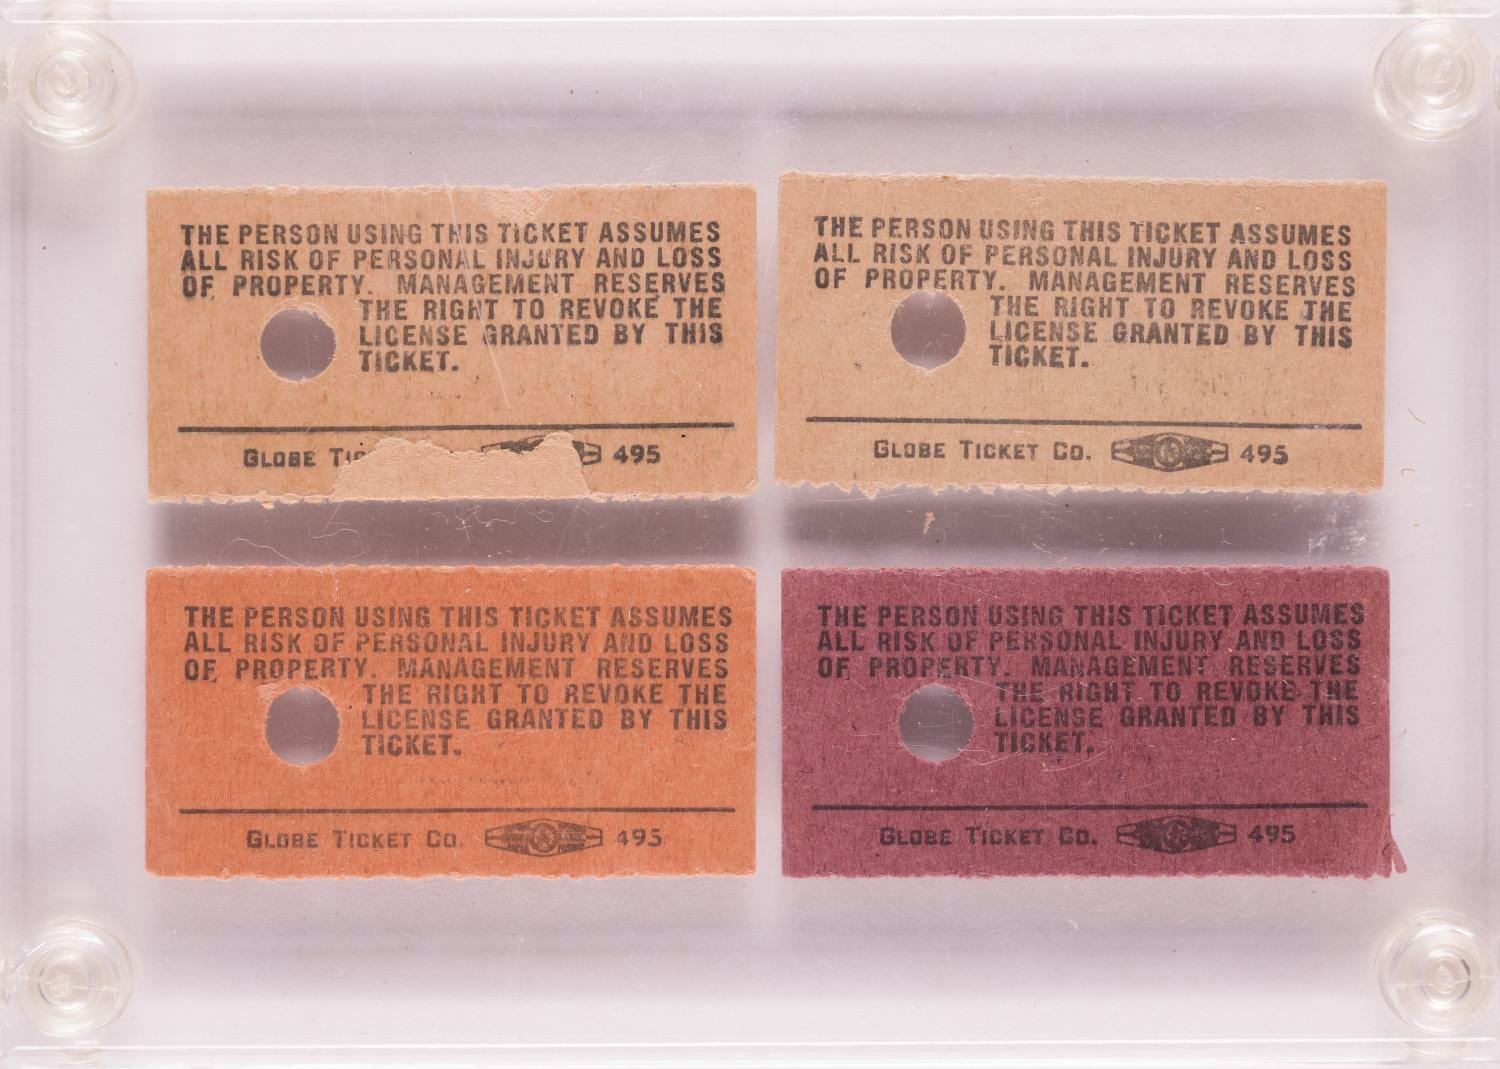 THE PERSON USING THIS TICKET ASSUMES
ALL RISK OF PERSONAL INJURY AND LOSS
OF PROPERTY. MANAGEMENT RESERVES
THE RIGHT TO REVOKE THE
LICENSE GRANTED BY THIS
TICKET.
GLOBE 495
THE PERSON USING THIS TICKET ASSUMES
ALL RISK OF PERSONAL INJURY AND LOSS
OF PROPERTY. MANAGEMENT RESERVES
THE RIGHT TO REVOKE THE
LICENSE GRANTED BY THIS
TICKET.
GLOBE TICKET CO. 495
THE PERSON USING THIS TICKET ASSUMES
ALL RISK OF PERSONAL INJURY AND LOSS
OF PROPERTY. MANAGEMENT RESERVES
THE RIGHT TO REVOKE THE
LICENSE GRANTED BY THIS
TICKET.
GLOBE TICKET CO. 495
THE PERSON USING THIS TICKET ASSUMES
ALL RISK OF PERSONAL INJURY AND LOSS
OF PROPERTY. MANAGEMENT RESERVES
THE RIGHT TO REVOKE THE
LICENSE GRANTED BY THIS
TICKET.
GLOBE TICKET CO. 495